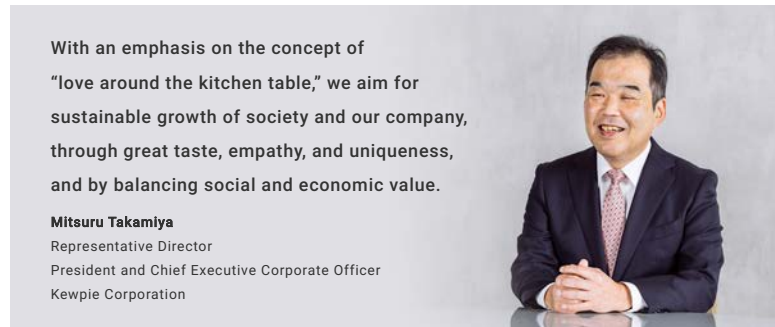 With an emphasis on the concept of
“love around the kitchen table,” we aim for
sustainable growth of society and our company,
through great taste, empathy, and uniqueness,
and by balancing social and economic value.
Mitsuru Takamiya
Representative Director
President and Chief Executive Corporate Officer
Kewpie Corporation